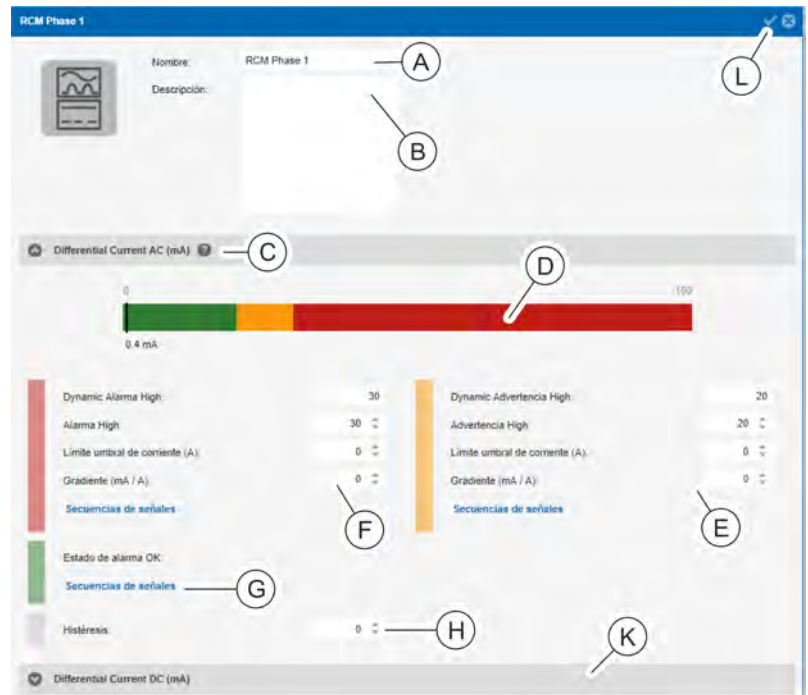 RCM Phase 1
L
Nombre: RCM Phase 1 A
Descripción:
B
Differential Current AC (mA) ? C
D
0 100
0.4 mA
Dynamic Alarma High: 30 Dynamic Advertencia High: 20
Alarma High: 30 Advertencia High: 20
Límite umbral de corriente (A): 0 Límite umbral de corriente (A): 0
Gradiente (mA / A): 0 Gradiente (mA / A): 0
Secuencias de señales Secuencias de señales
F E
Estado de alarma OK:
Secuencias de señales G
Histéresis: 0 H
K
Differential Current DC (mA)